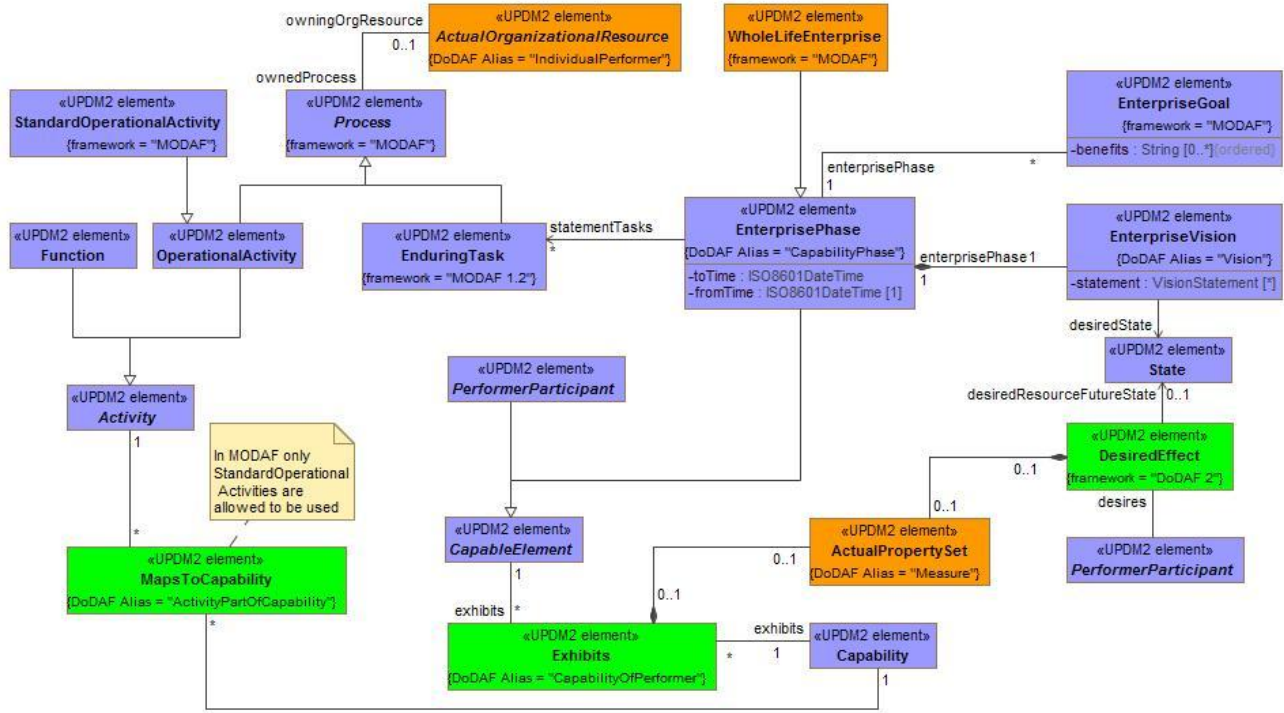 owningOrgResource
0..1
«UPDM2 element»
ActualOrganizationalResource
{DoDAF Alias = "IndividualPerformer"}
«UPDM2 element»
WholeLifeEnterprise
{framework = "MODAF"}
ownedProcess
«UPDM2 element»
StandardOperationalActivity
{framework = "MODAF"}
«UPDM2 element»
Process
{framework = "MODAF"}
«UPDM2 element»
EnterpriseGoal
{framework = "MODAF"}
-benefits : String [0..*]{ordered}
enterprisePhase
1
*
«UPDM2 element»
Function
«UPDM2 element»
OperationalActivity
«UPDM2 element»
EnduringTask
{framework = "MODAF 1.2"}
statementTasks
*
«UPDM2 element»
EnterprisePhase
{DoDAF Alias = "CapabilityPhase"}
-toTime : ISO8601DateTime
-fromTime : ISO8601DateTime [1]
enterprisePhase1
1
«UPDM2 element»
EnterpriseVision
{DoDAF Alias = "Vision"}
-statement : VisionStatement [*]
desiredState
«UPDM2 element»
State
desiredResourceFutureState
0..1
«UPDM2 element»
PerformerParticipant
«UPDM2 element»
Activity
1
In MODAF only
StandardOperational
Activities are
allowed to be used
«UPDM2 element»
DesiredEffect
{framework = "DoDAF 2"}
0..1
0..1
desires
«UPDM2 element»
PerformerParticipant
*
«UPDM2 element»
MapsToCapability
{DoDAF Alias = "ActivityPartOfCapability"}
*
«UPDM2 element»
CapableElement
1
exhibits
*
«UPDM2 element»
ActualPropertySet
{DoDAF Alias = "Measure"}
0..1
0..1
«UPDM2 element»
Exhibits
{DoDAF Alias = "CapabilityOfPerformer"}
exhibits
*
1
«UPDM2 element»
Capability
1